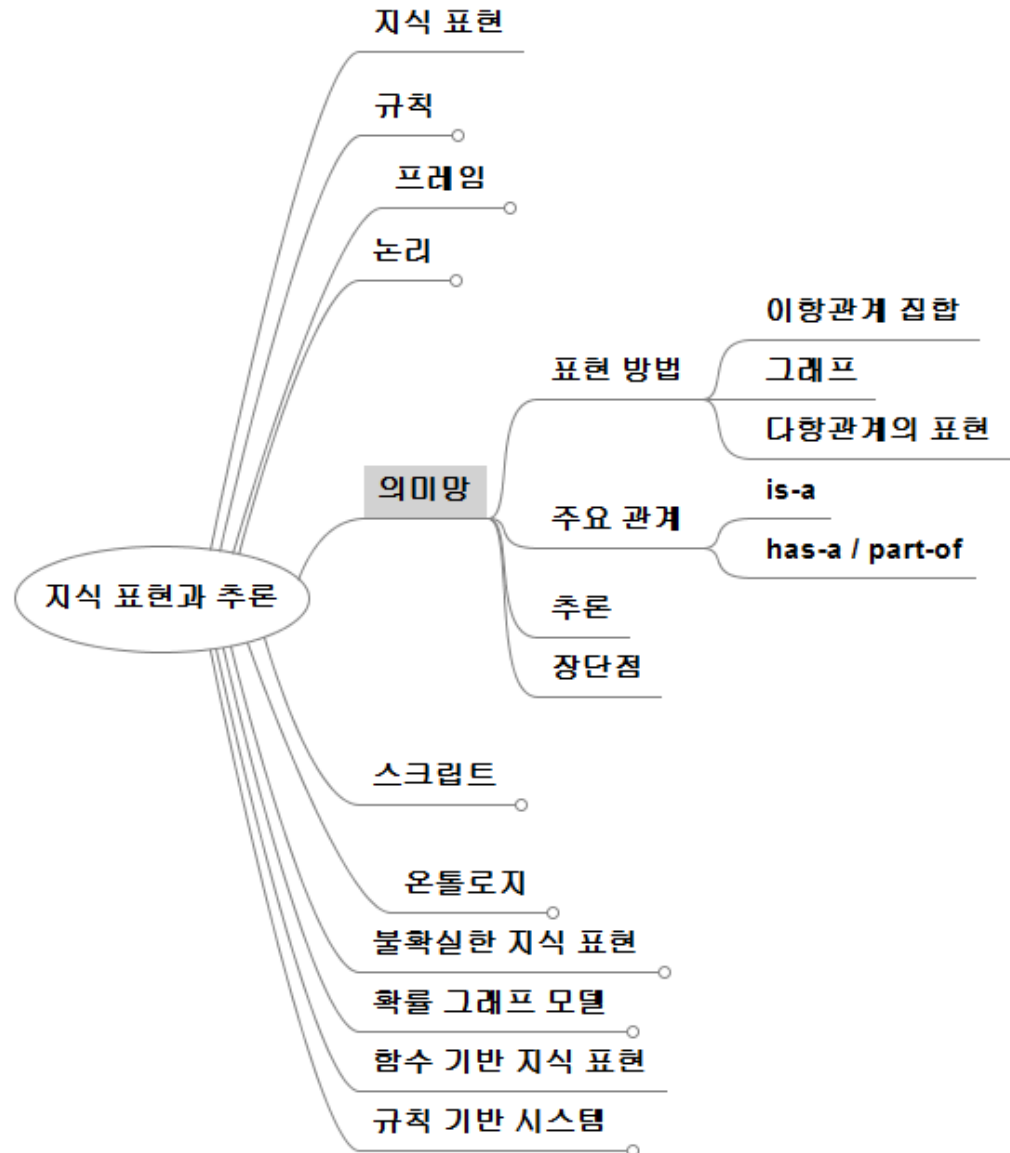 지식 표현
규칙
프레임
논리
이항관계 집합
표현 방법
그래프
다항관계의 표현
의미망
is-a
주요 관계
has-a / part-of
지식 표현과 추론
추론
장단점
스크립트
온톨로지
불확실한 지식 표현
확률 그래프 모델
함수 기반 지식 표현
규칙 기반 시스템